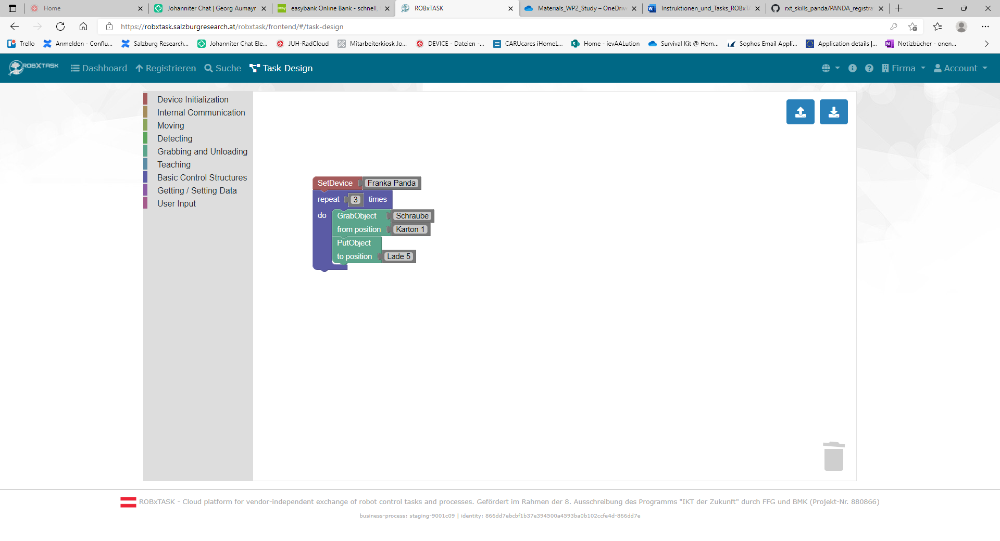 Home
Johanniter Chat | Georg Aumayr
easybank Online Bank - schnell,
ROBxTASK
Materials_WP2_Study – OneDriv
Instruktionen_und_Tasks_ROBxTA
rxt_skills_panda/PANDA_registra
https://robxtask.salzburgresearch.at/robxtask/frontend/#/task-design
Trello
Anmelden - Conflu...
Salzburg Research...
Johanniter Chat Ele...
JUH-RadCloud
Mitarbeiterkiosk Jo...
DEVICE - Dateien -...
CARUcares iHomeL...
Home - ievAALution
Survival Kit @ Hom...
Sophos Email Appli...
Application details |...
Notizbücher - onen...
ROBXTASK
Dashboard
Registrieren
Suche
Task Design
Firma
Account
Device Initialization
Internal Communication
Moving
Detecting
Grabbing and Unloading
Teaching
Basic Control Structures
Getting / Setting Data
User Input
SetDevice Franka Panda
repeat 3 times
do GrabObject Schraube
from position Karton 1
PutObject
to position Lade 5
ROBxTASK - Cloud platform for vendor-independent exchange of robot control tasks and processes. Gefördert im Rahmen der 8. Ausschreibung des Programms "IKT der Zukunft" durch FFG und BMK (Projekt-Nr. 880866)
business-process: staging-9001c09 | identity: 866dd7ebcbf1b37e394500a4593ba0b102ccfe4d-866dd7e